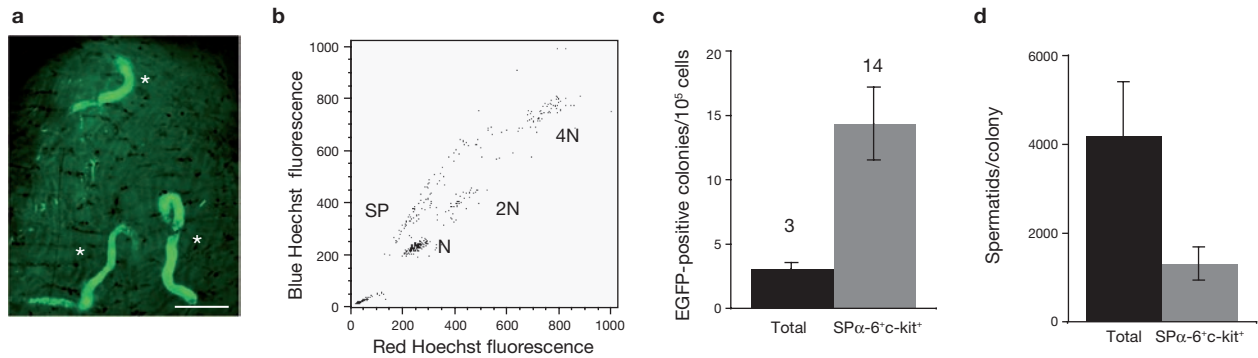 a
*
*
*
b
Blue Hoechst fluorescence
1000
800
600
400
200
0
SP
N
2N
4N
0
200
400
600
800
1000
Red Hoechst fluorescence
c
EGFP-positive colonies/10⁵ cells
20
15
10
5
0
3
14
Total
SPα-6⁺c-kit⁺
d
Spermatids/colony
6000
4000
2000
0
Total
SPα-6⁺c-kit⁺